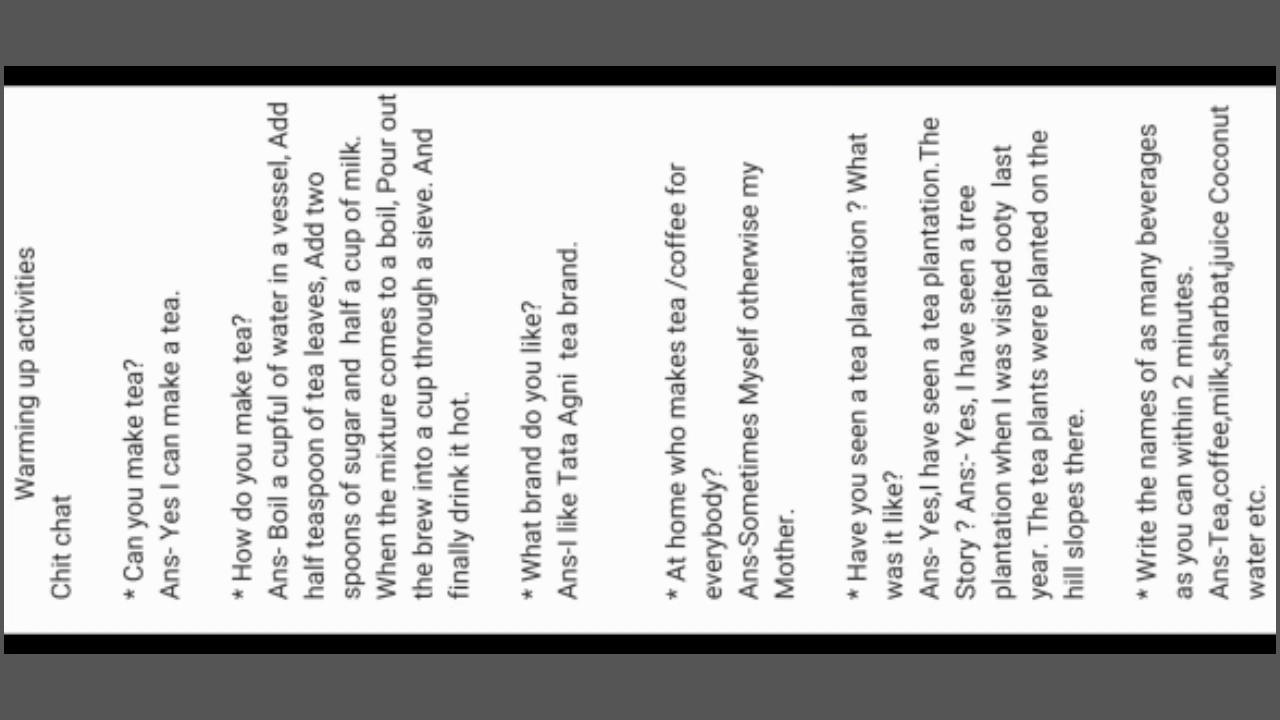 Warming up activities
Chit chat
* Can you make tea?
Ans- Yes I can make a tea.
* How do you make tea?
Ans- Boil a cupful of water in a vessel, Add
half teaspoon of tea leaves, Add two
spoons of sugar and half a cup of milk.
When the mixture comes to a boil, Pour out
the brew into a cup through a sieve. And
finally drink it hot.
* What brand do you like?
Ans-I like Tata Agni tea brand.
* At home who makes tea /coffee for
everybody?
Ans-Sometimes Myself otherwise my
Mother.
* Have you seen a tea plantation ? What
was it like?
Ans- Yes,I have seen a tea plantation.The
Story ? Ans:- Yes, I have seen a tree
plantation when I was visited ooty last
year. The tea plants were planted on the
hill slopes there.
* Write the names of as many beverages
as you can within 2 minutes.
Ans-Tea,coffee,milk,sharbat,juice Coconut
water etc.